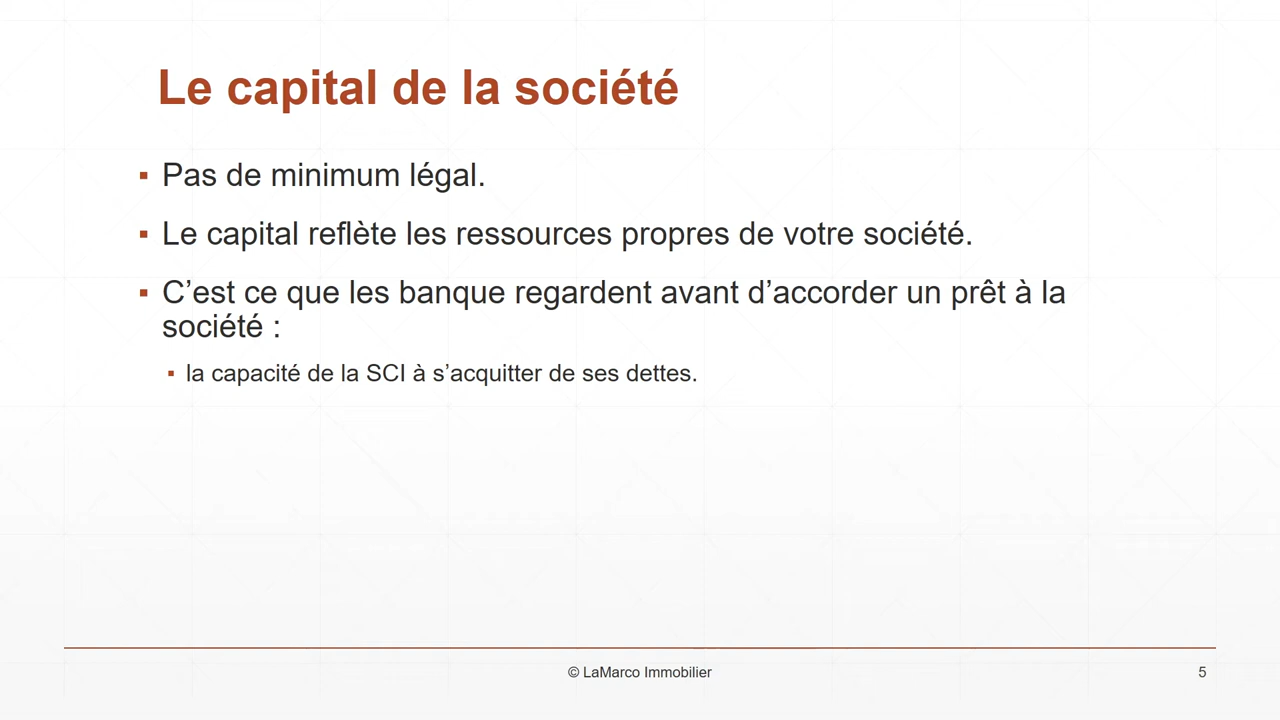 Le capital de la société
▪ Pas de minimum légal.
▪ Le capital reflète les ressources propres de votre société.
▪ C’est ce que les banque regardent avant d’accorder un prêt à la
société :
▪ la capacité de la SCI à s’acquitter de ses dettes.
© LaMarco Immobilier
5